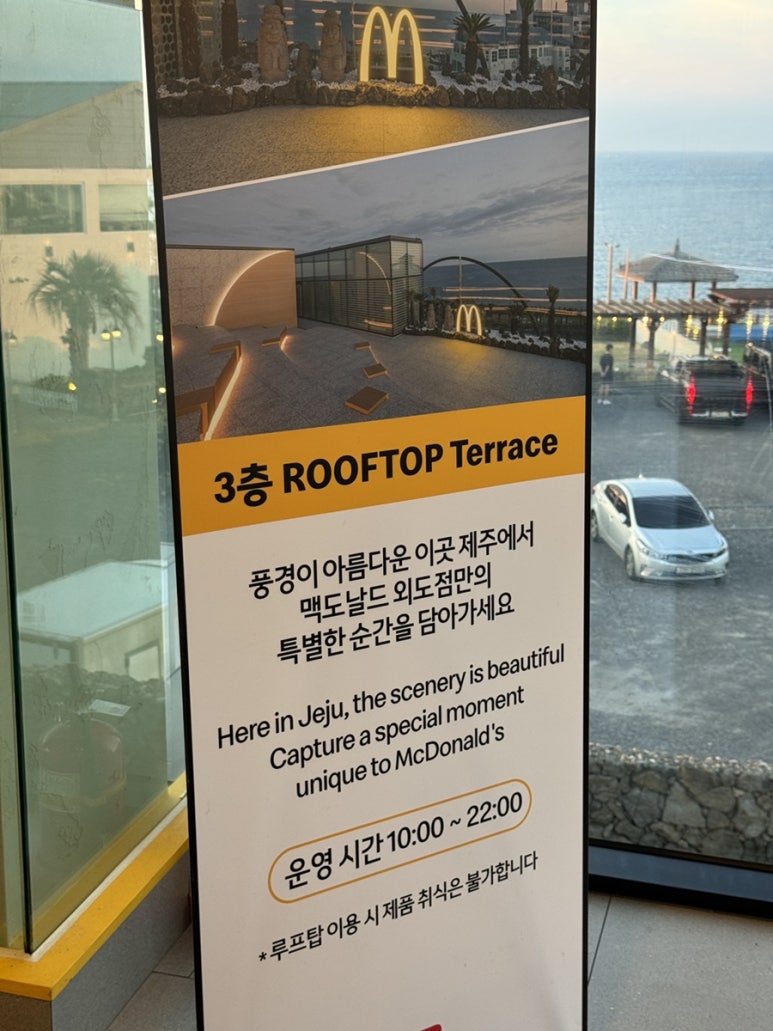 3층 ROOFTOP Terrace
풍경이 아름다운 이곳 제주에서
맥도날드 외도점만의
특별한 순간을 담아가세요
Here in Jeju, the scenery is beautiful
Capture a special moment
unique to McDonald's
운영 시간 10:00 ~ 22:00
* 루프탑 이용 시 제품 취식은 불가합니다